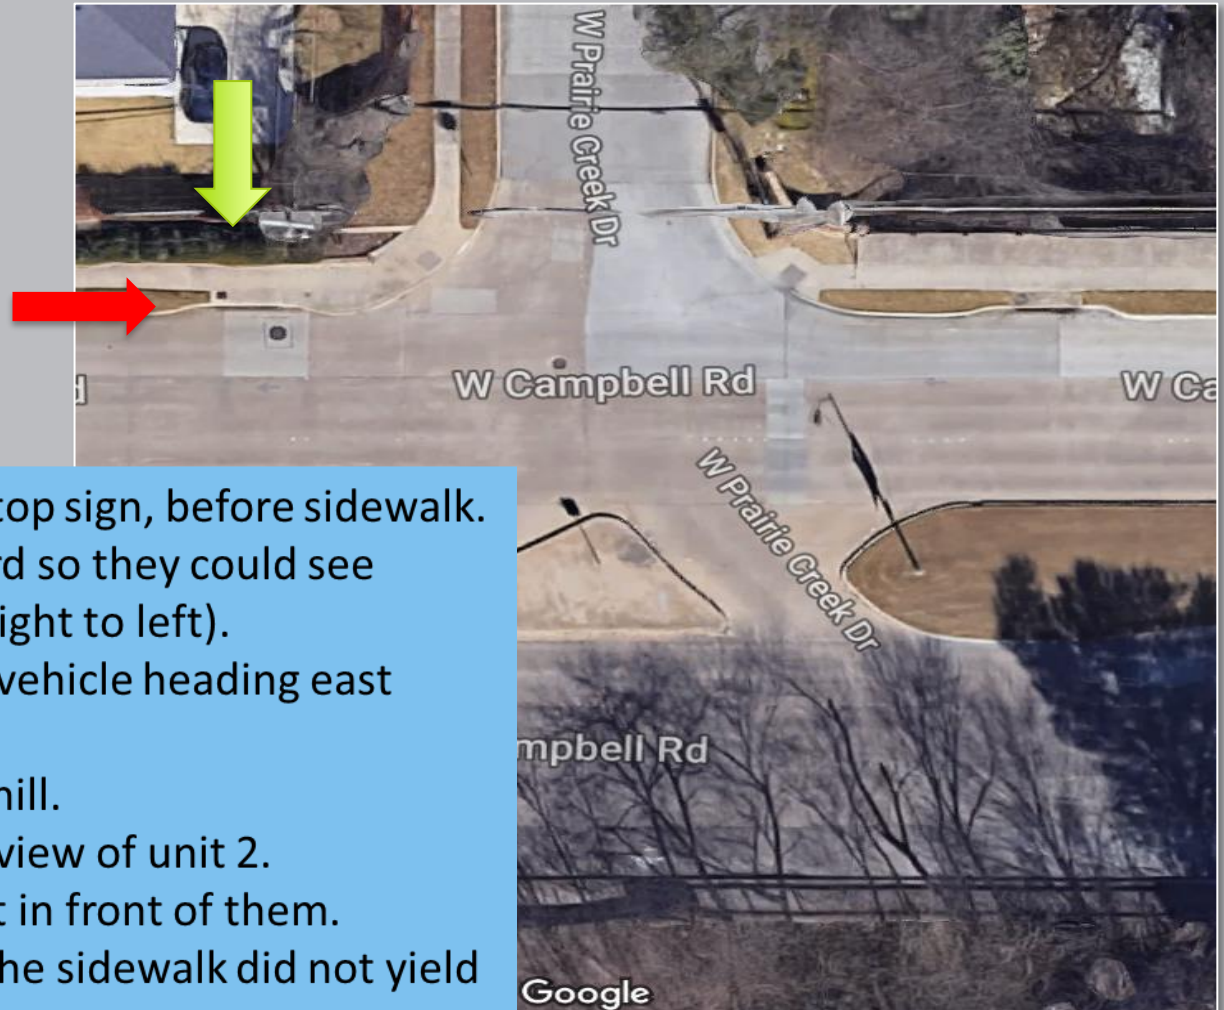 W Prairie Creek Dr
W Campbell Rd
W Ca
W Prairie Creek Dr
top sign, before sidewalk.
rd so they could see
ight to left).
vehicle heading east
mpbell Rd
hill.
view of unit 2.
t in front of them.
he sidewalk did not yield
Google